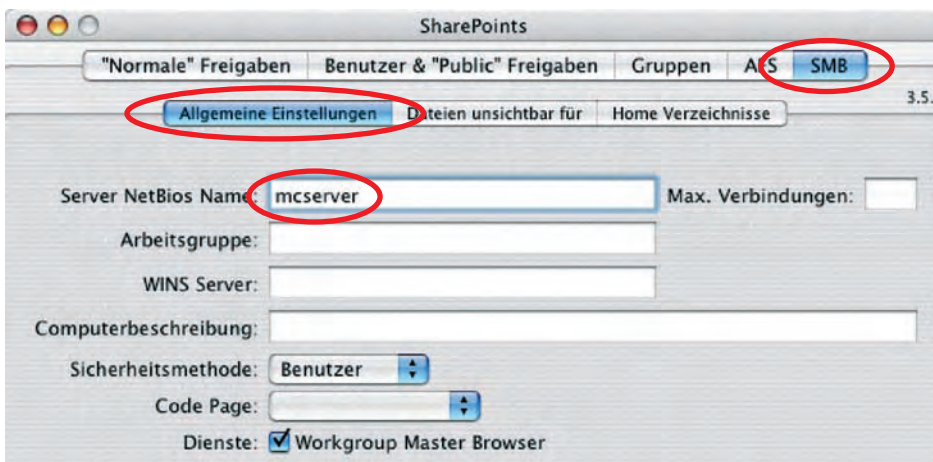 SharePoints
"Normale" Freigaben Benutzer & "Public" Freigaben Gruppen AFS SMB
3.5.
Allgemeine Einstellungen Dateien unsichtbar für Home Verzeichnisse
Server NetBios Name: mcserver Max. Verbindungen:
Arbeitsgruppe:
WINS Server:
Computerbeschreibung:
Sicherheitsmethode: Benutzer
Code Page:
Dienste: Workgroup Master Browser